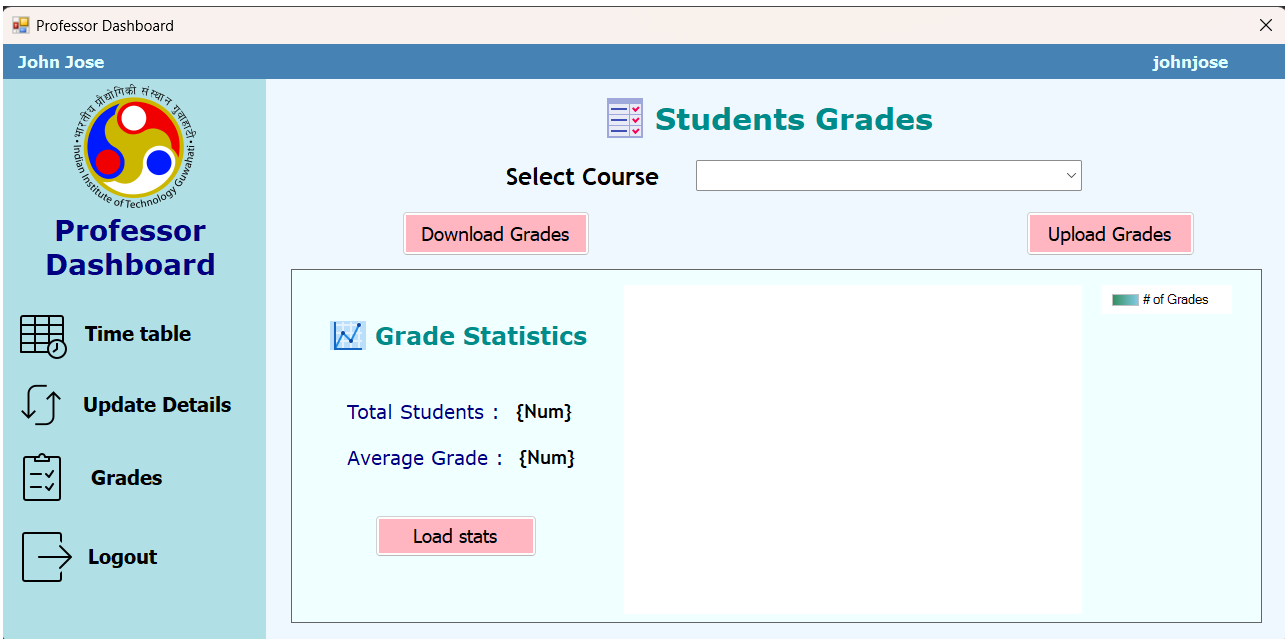 Professor Dashboard
John Jose
johnjose
भारतीय प्रौद्योगिकी संस्थान गुवाहाटी
Indian Institute of Technology Guwahati
Professor
Dashboard
Time table
Update Details
Grades
Logout
Students Grades
Select Course
Download Grades
Upload Grades
Grade Statistics
Total Students : {Num}
Average Grade : {Num}
Load stats
# of Grades